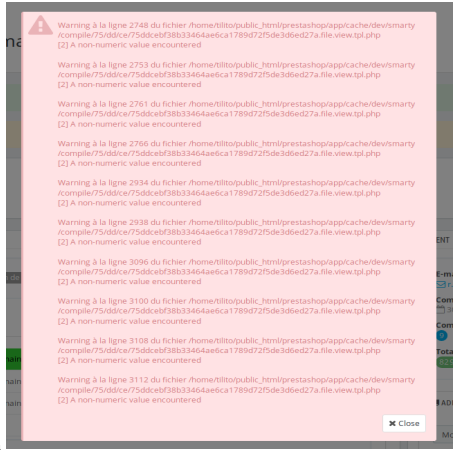 Warning à la ligne 2748 du fichier /home/tilito/public_html/prestashop/app/cache/dev/smarty
/compile/75/dd/ce/75ddcebf38b33464ae6ca1789d72f5de3d6ed27a.file.view.tpl.php
[2] A non-numeric value encountered
Warning à la ligne 2753 du fichier /home/tilito/public_html/prestashop/app/cache/dev/smarty
/compile/75/dd/ce/75ddcebf38b33464ae6ca1789d72f5de3d6ed27a.file.view.tpl.php
[2] A non-numeric value encountered
Warning à la ligne 2761 du fichier /home/tilito/public_html/prestashop/app/cache/dev/smarty
/compile/75/dd/ce/75ddcebf38b33464ae6ca1789d72f5de3d6ed27a.file.view.tpl.php
[2] A non-numeric value encountered
Warning à la ligne 2766 du fichier /home/tilito/public_html/prestashop/app/cache/dev/smarty
/compile/75/dd/ce/75ddcebf38b33464ae6ca1789d72f5de3d6ed27a.file.view.tpl.php
[2] A non-numeric value encountered
Warning à la ligne 2934 du fichier /home/tilito/public_html/prestashop/app/cache/dev/smarty
/compile/75/dd/ce/75ddcebf38b33464ae6ca1789d72f5de3d6ed27a.file.view.tpl.php
[2] A non-numeric value encountered
Warning à la ligne 2938 du fichier /home/tilito/public_html/prestashop/app/cache/dev/smarty
/compile/75/dd/ce/75ddcebf38b33464ae6ca1789d72f5de3d6ed27a.file.view.tpl.php
[2] A non-numeric value encountered
Warning à la ligne 3096 du fichier /home/tilito/public_html/prestashop/app/cache/dev/smarty
/compile/75/dd/ce/75ddcebf38b33464ae6ca1789d72f5de3d6ed27a.file.view.tpl.php
[2] A non-numeric value encountered
Warning à la ligne 3100 du fichier /home/tilito/public_html/prestashop/app/cache/dev/smarty
/compile/75/dd/ce/75ddcebf38b33464ae6ca1789d72f5de3d6ed27a.file.view.tpl.php
[2] A non-numeric value encountered
Warning à la ligne 3108 du fichier /home/tilito/public_html/prestashop/app/cache/dev/smarty
/compile/75/dd/ce/75ddcebf38b33464ae6ca1789d72f5de3d6ed27a.file.view.tpl.php
[2] A non-numeric value encountered
Warning à la ligne 3112 du fichier /home/tilito/public_html/prestashop/app/cache/dev/smarty
/compile/75/dd/ce/75ddcebf38b33464ae6ca1789d72f5de3d6ed27a.file.view.tpl.php
[2] A non-numeric value encountered
Close